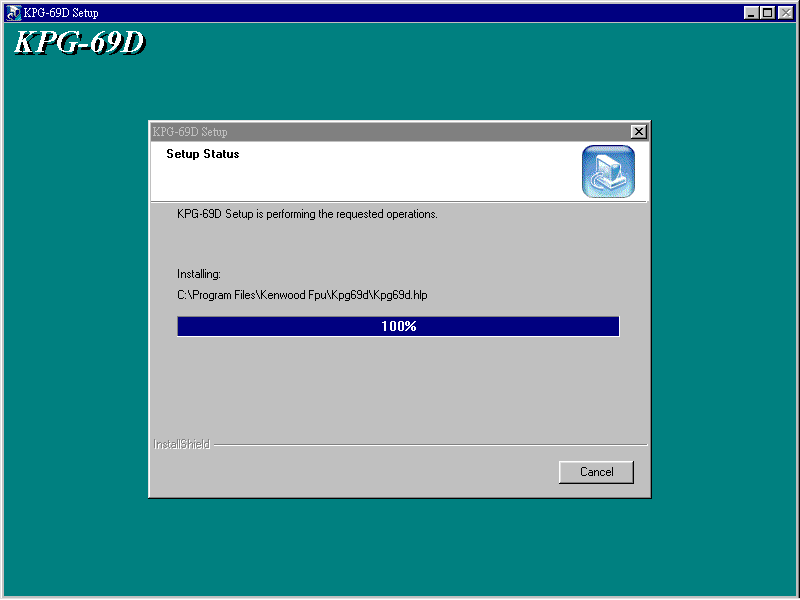 KPG-69D Setup
KPG-69D
KPG-69D Setup
Setup Status
KPG-69D Setup is performing the requested operations.
Installing:
C:\Program Files\Kenwood Fpu\Kpg69d\Kpg69d.hlp
100%
InstallShield
Cancel